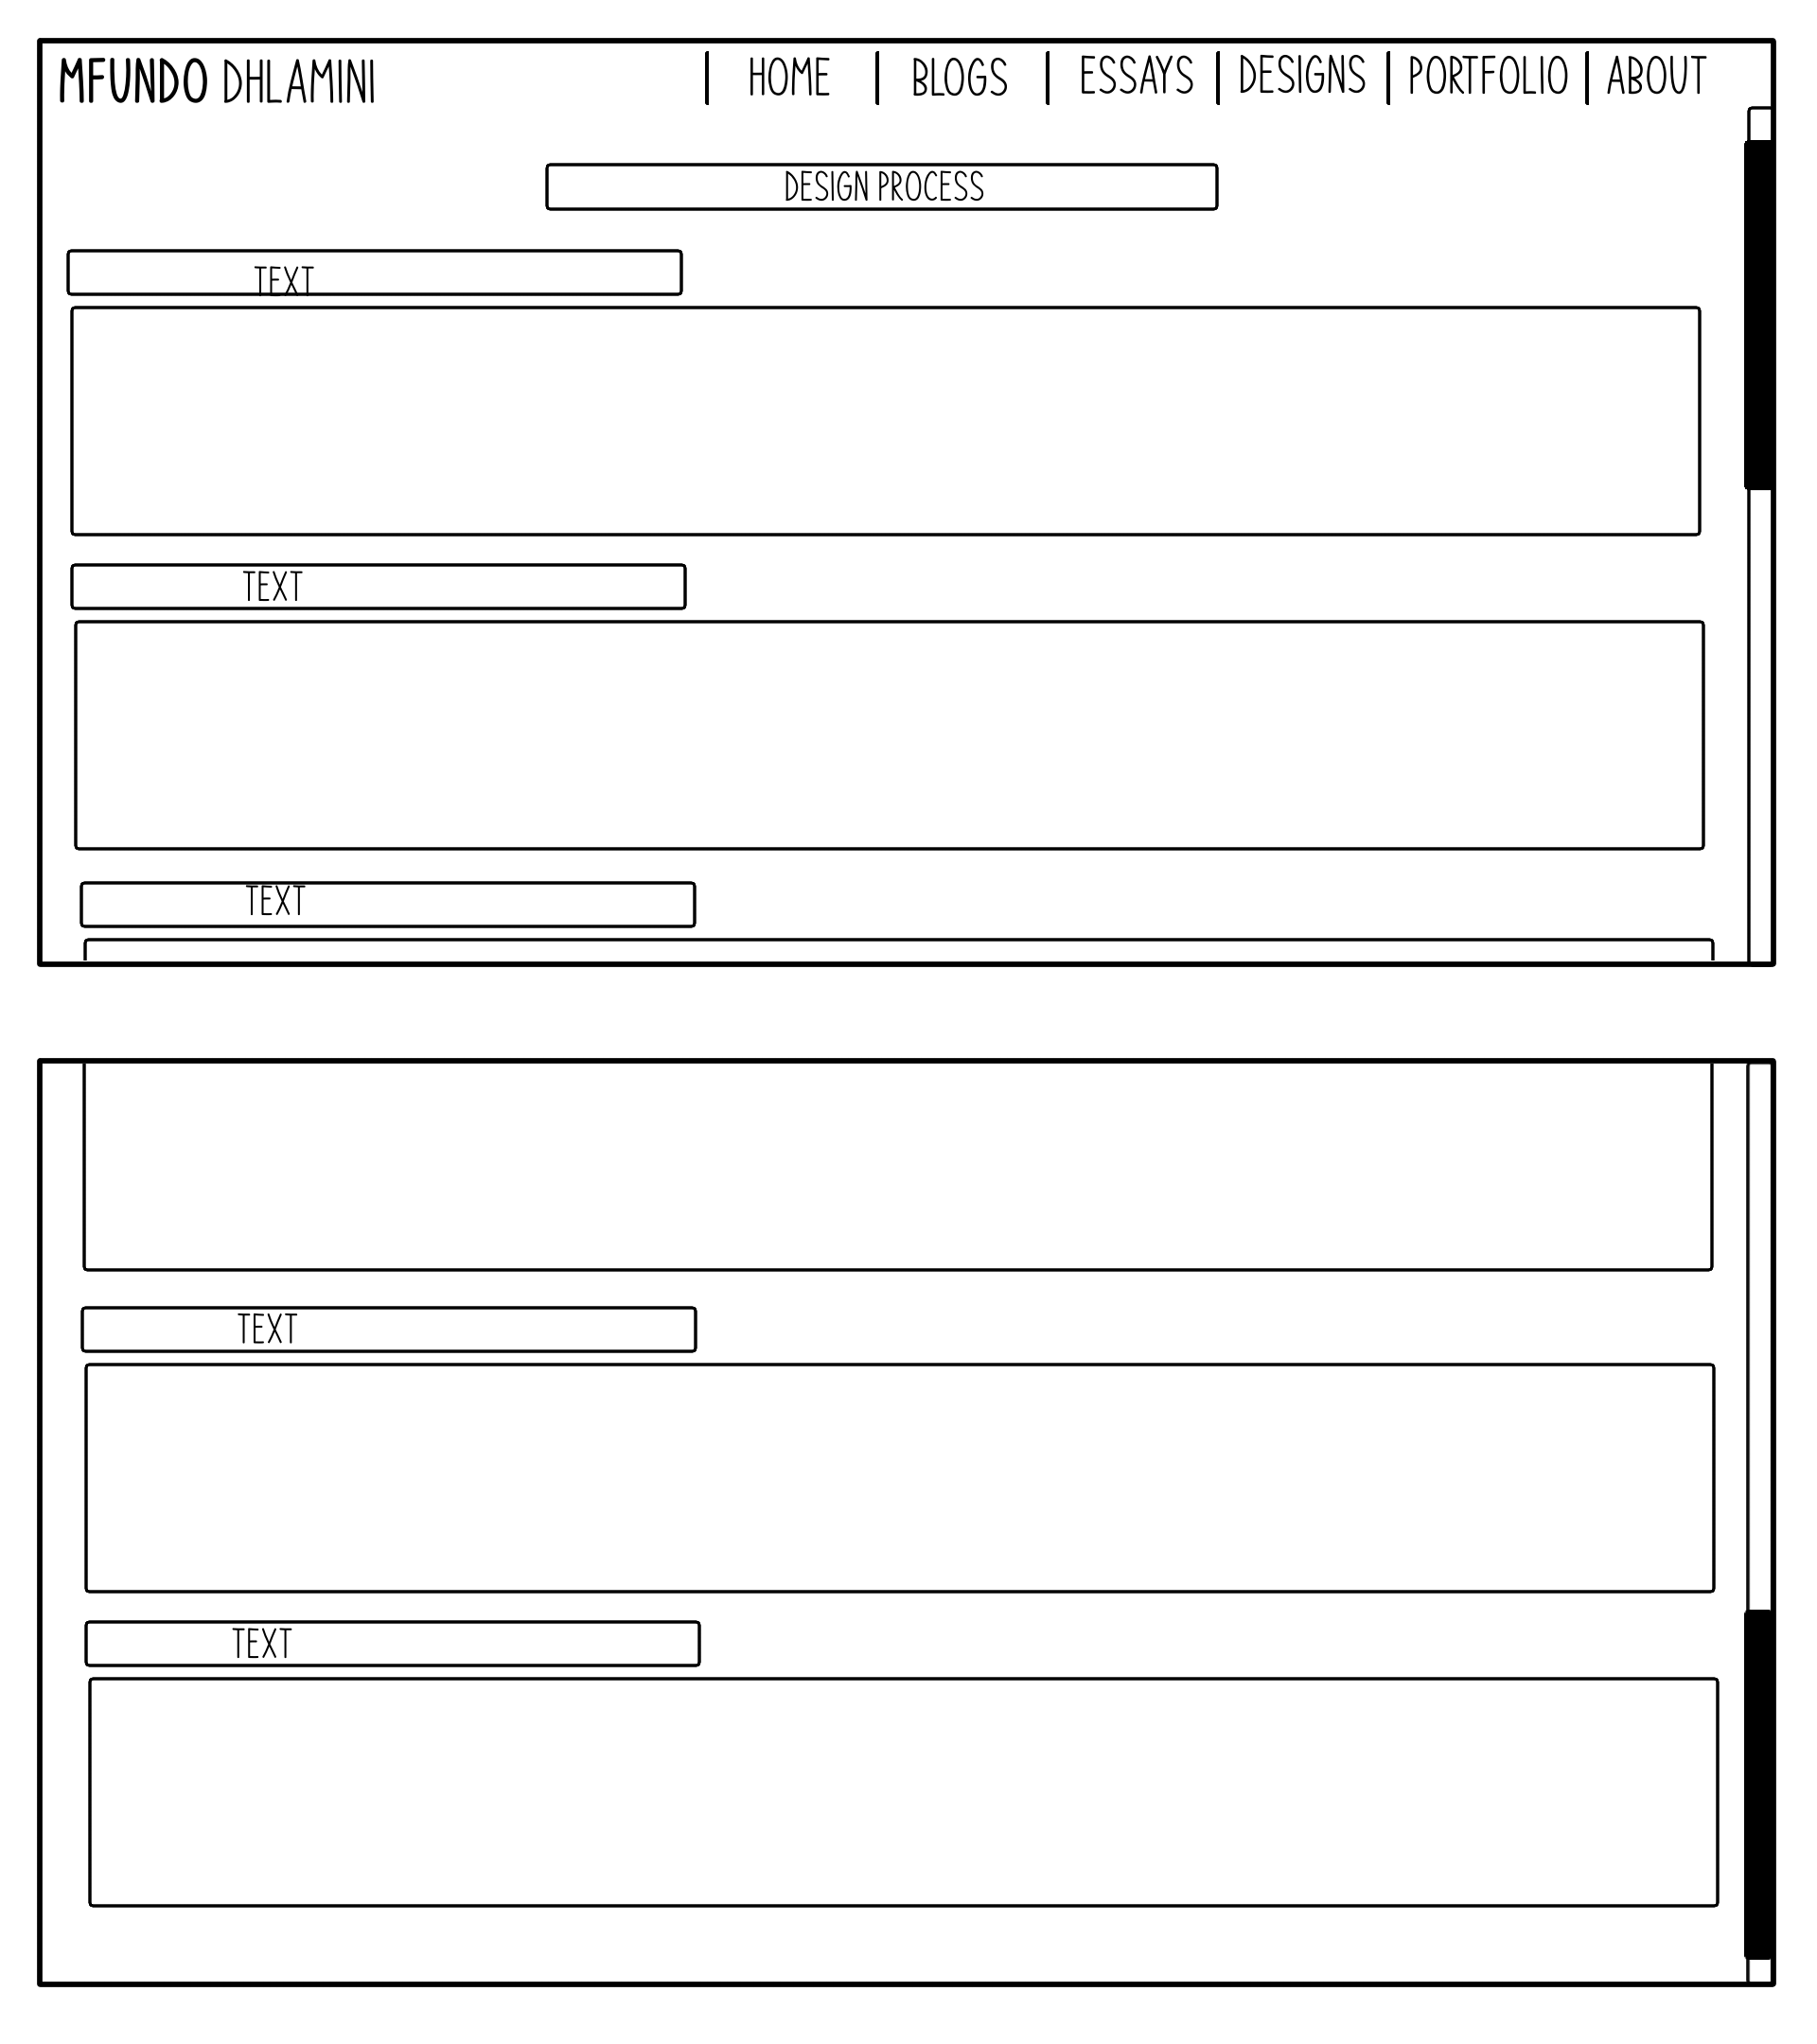 MFUNDO DHLAMINI
HOME
BLOGS
ESSAYS
DESIGNS
PORTFOLIO
ABOUT
DESIGN PROCESS
TEXT
TEXT
TEXT
TEXT
TEXT